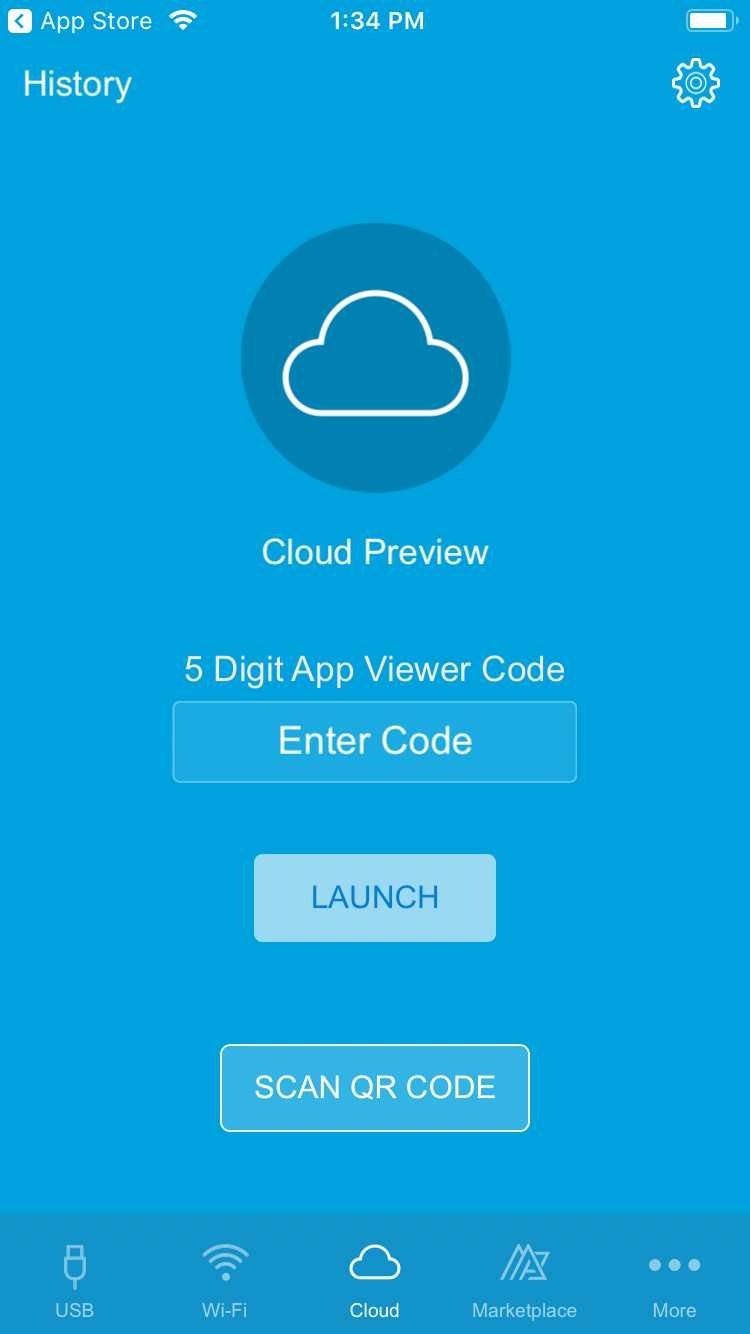 App Store 1:34 PM
History
Cloud Preview
5 Digit App Viewer Code
Enter Code
LAUNCH
SCAN QR CODE
USB Wi-Fi Cloud Marketplace More